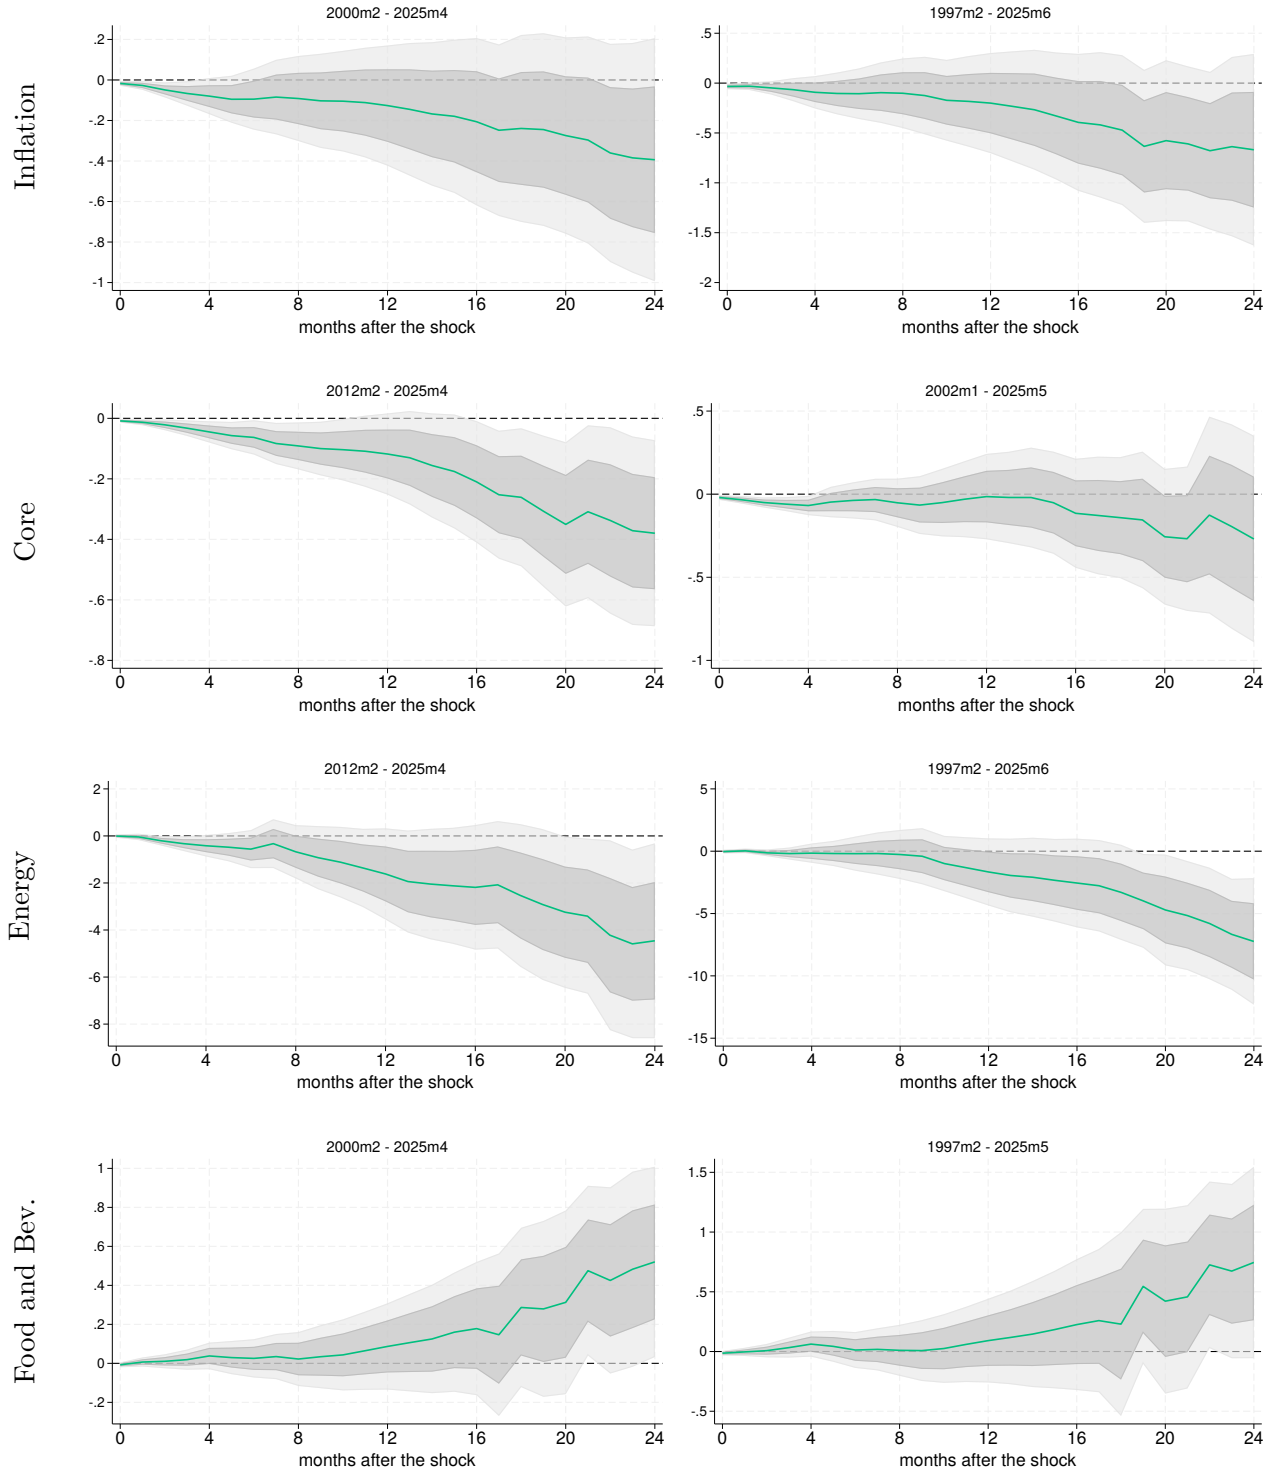 2000m2 - 2025m4
1997m2 - 2025m6
Inflation
.2
0
-.2
-.4
-.6
-.8
-1
0 4 8 12 16 20 24
months after the shock
.5
0
-.5
-1
-1.5
-2
0 4 8 12 16 20 24
months after the shock
2012m2 - 2025m4
2002m1 - 2025m5
Core
0
-.2
-.4
-.6
-.8
0 4 8 12 16 20 24
months after the shock
.5
0
-.5
-1
0 4 8 12 16 20 24
months after the shock
2012m2 - 2025m4
1997m2 - 2025m6
Energy
2
0
-2
-4
-6
-8
0 4 8 12 16 20 24
months after the shock
5
0
-5
-10
-15
0 4 8 12 16 20 24
months after the shock
2000m2 - 2025m4
1997m2 - 2025m5
Food and Bev.
1
.8
.6
.4
.2
0
-.2
0 4 8 12 16 20 24
months after the shock
1.5
1
.5
0
-.5
0 4 8 12 16 20 24
months after the shock